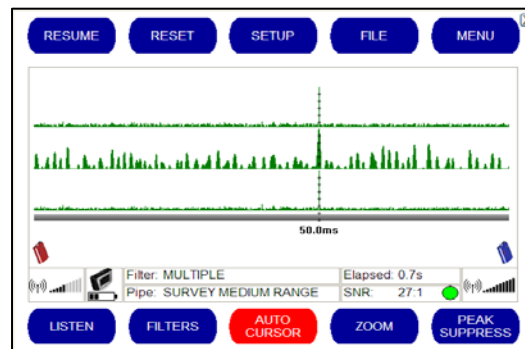 RESUME RESET SETUP FILE MENU
50.0ms
Filter: MULTIPLE Elapsed: 0.7s
Pipe: SURVEY MEDIUM RANGE SNR: 27:1
LISTEN FILTERS AUTO CURSOR ZOOM PEAK SUPPRESS